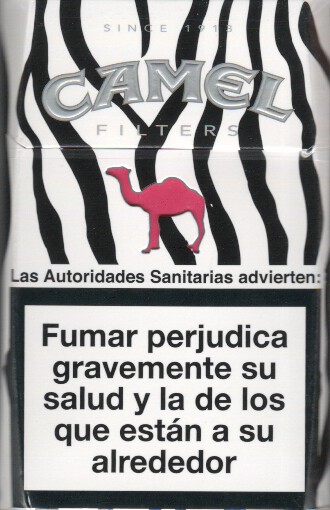 SINCE 1913
CAMEL
FILTERS
Las Autoridades Sanitarias advierten:
Fumar perjudica
gravemente su
salud y la de los
que están a su
alrededor